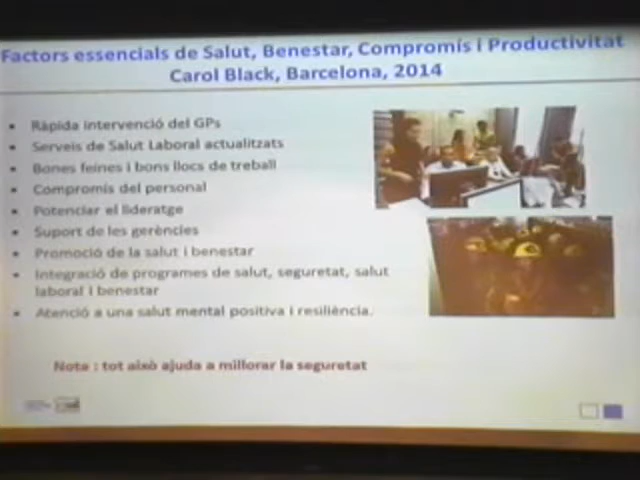 Factors essencials de Salut, Benestar, Compromís i Productivitat
Carol Black, Barcelona, 2014
• Ràpida intervenció del GPs
• Serveis de Salut Laboral actualitzats
• Bones feines i bons llocs de treball
• Compromís del personal
• Potenciar el lideratge
• Suport de les gerències
• Promoció de la salut i benestar
• Integració de programes de salut, seguretat, salut
laboral i benestar
• Atenció a una salut mental positiva i resiliència.
Nota : tot això ajuda a millorar la seguretat